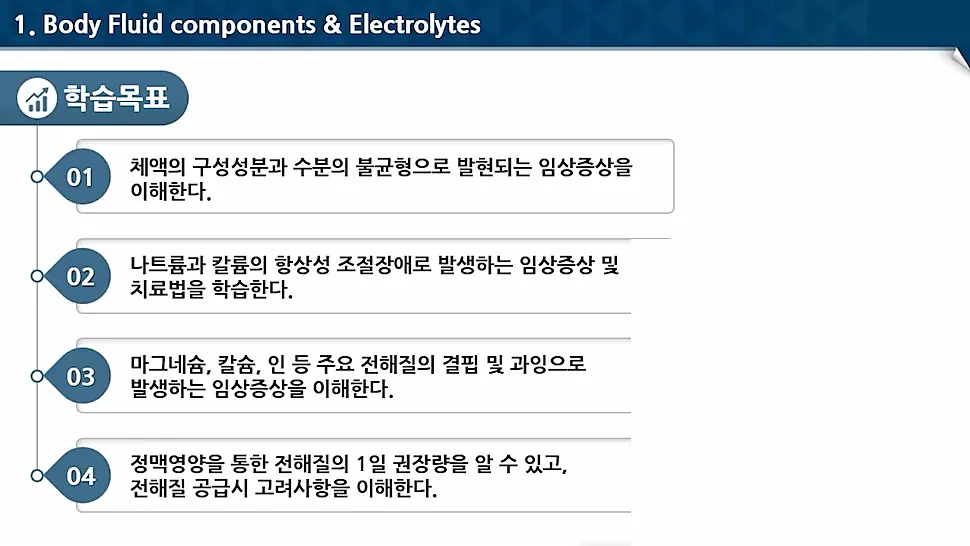 1. Body Fluid components & Electrolytes
학습목표
01
체액의 구성성분과 수분의 불균형으로 발현되는 임상증상을
이해한다.
02
나트륨과 칼륨의 항상성 조절장애로 발생하는 임상증상 및
치료법을 학습한다.
03
마그네슘, 칼슘, 인 등 주요 전해질의 결핍 및 과잉으로
발생하는 임상증상을 이해한다.
04
정맥영양을 통한 전해질의 1일 권장량을 알 수 있고,
전해질 공급시 고려사항을 이해한다.